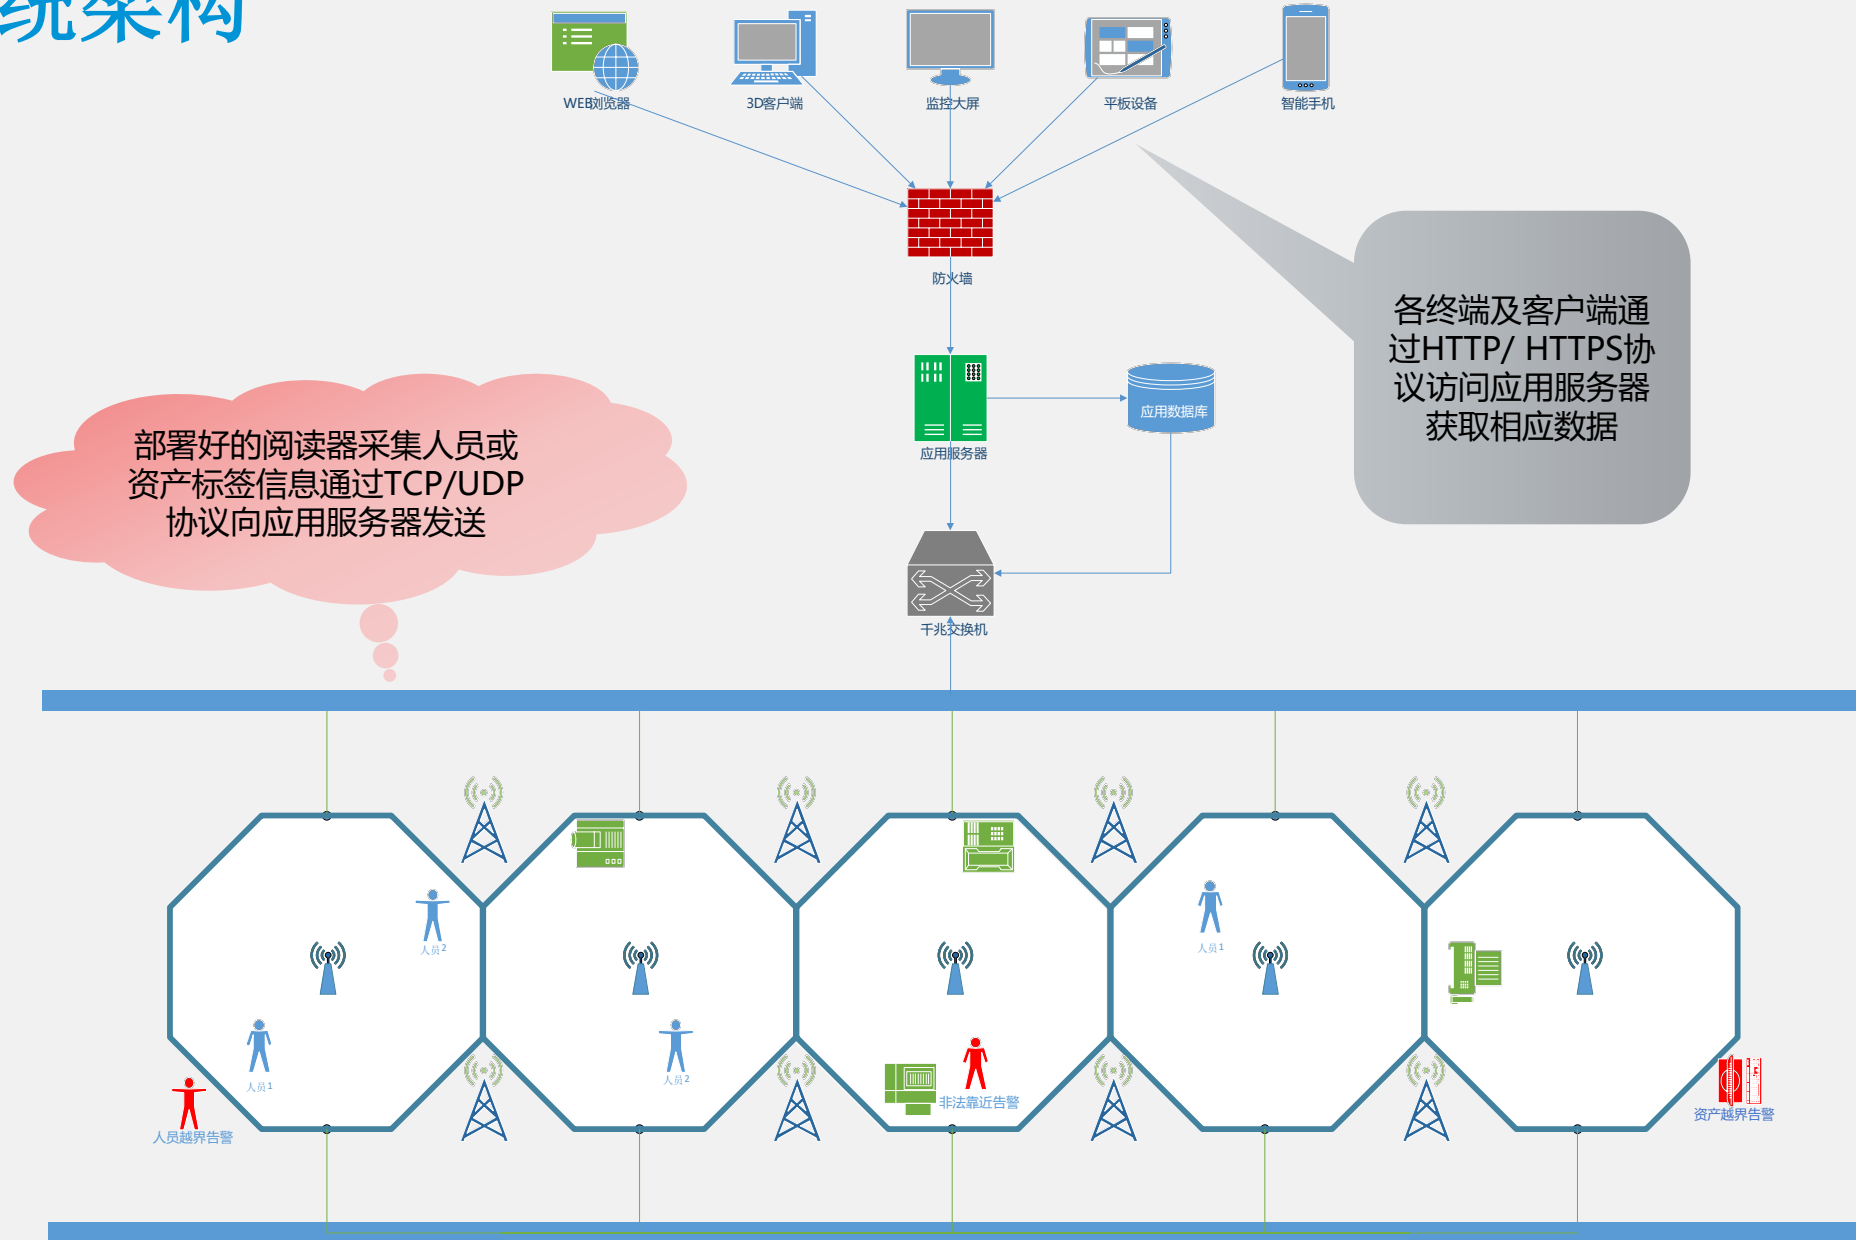 统架构
WEB浏览器
3D客户端
监控大屏
平板设备
智能手机
防火墙
各终端及客户端通
过HTTP/ HTTPS协
议访问应用服务器
获取相应数据
应用数据库
应用服务器
部署好的阅读器采集人员或
资产标签信息通过TCP/UDP
协议向应用服务器发送
千兆交换机
人员2
人员1
人员1
人员2
非法靠近告警
资产越界告警
人员越界告警